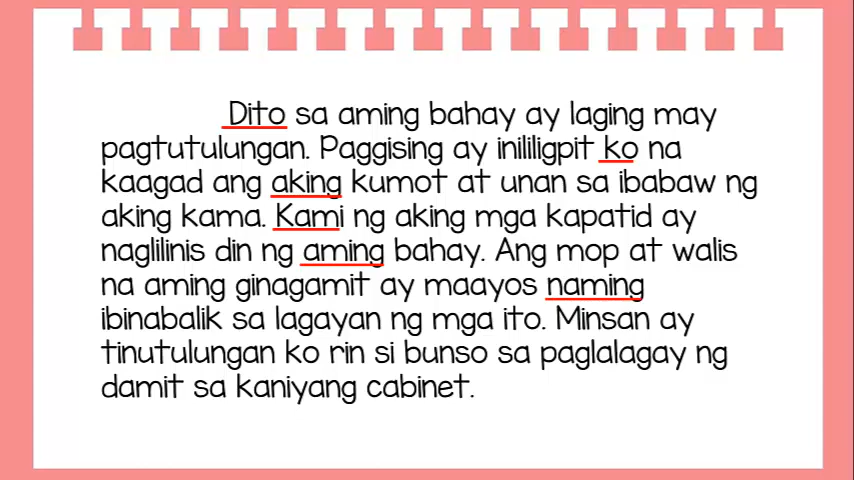 Dito sa aming bahay ay laging may
pagtutulungan. Paggising ay inililigpit ko na
kaagad ang aking kumot at unan sa ibabaw ng
aking kama. Kami ng aking mga kapatid ay
naglilinis din ng aming bahay. Ang mop at walis
na aming ginagamit ay maayos naming
ibinabalik sa lagayan ng mga ito. Minsan ay
tinutulungan ko rin si bunso sa paglalagay ng
damit sa kaniyang cabinet.